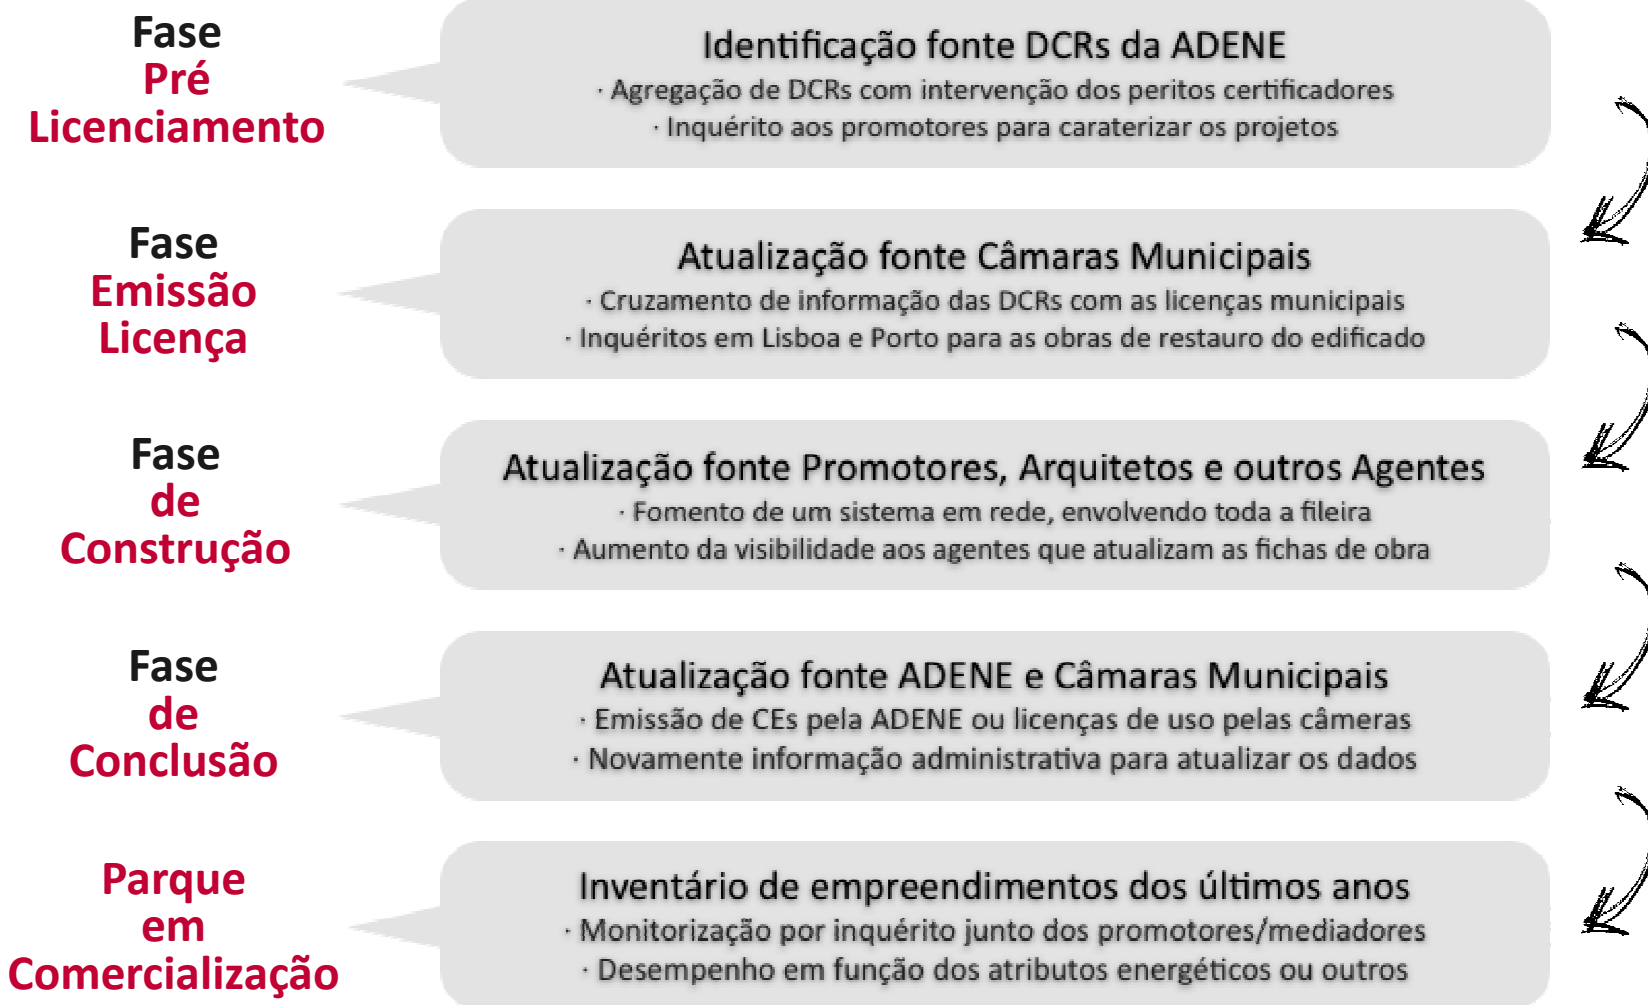 Fase
Pré
Licenciamento
Identificação fonte DCRs da ADENE
· Agregação de DCRs com intervenção dos peritos certificadores
· Inquérito aos promotores para caraterizar os projetos
Fase
Emissão
Licença
Atualização fonte Câmaras Municipais
· Cruzamento de informação das DCRs com as licenças municipais
· Inquéritos em Lisboa e Porto para as obras de restauro do edificado
Fase
de
Construção
Atualização fonte Promotores, Arquitetos e outros Agentes
· Fomento de um sistema em rede, envolvendo toda a fileira
· Aumento da visibilidade aos agentes que atualizam as fichas de obra
Fase
de
Conclusão
Atualização fonte ADENE e Câmaras Municipais
· Emissão de CEs pela ADENE ou licenças de uso pelas câmeras
· Novamente informação administrativa para atualizar os dados
Parque
em
Comercialização
Inventário de empreendimentos dos últimos anos
· Monitorização por inquérito junto dos promotores/mediadores
· Desempenho em função dos atributos energéticos ou outros